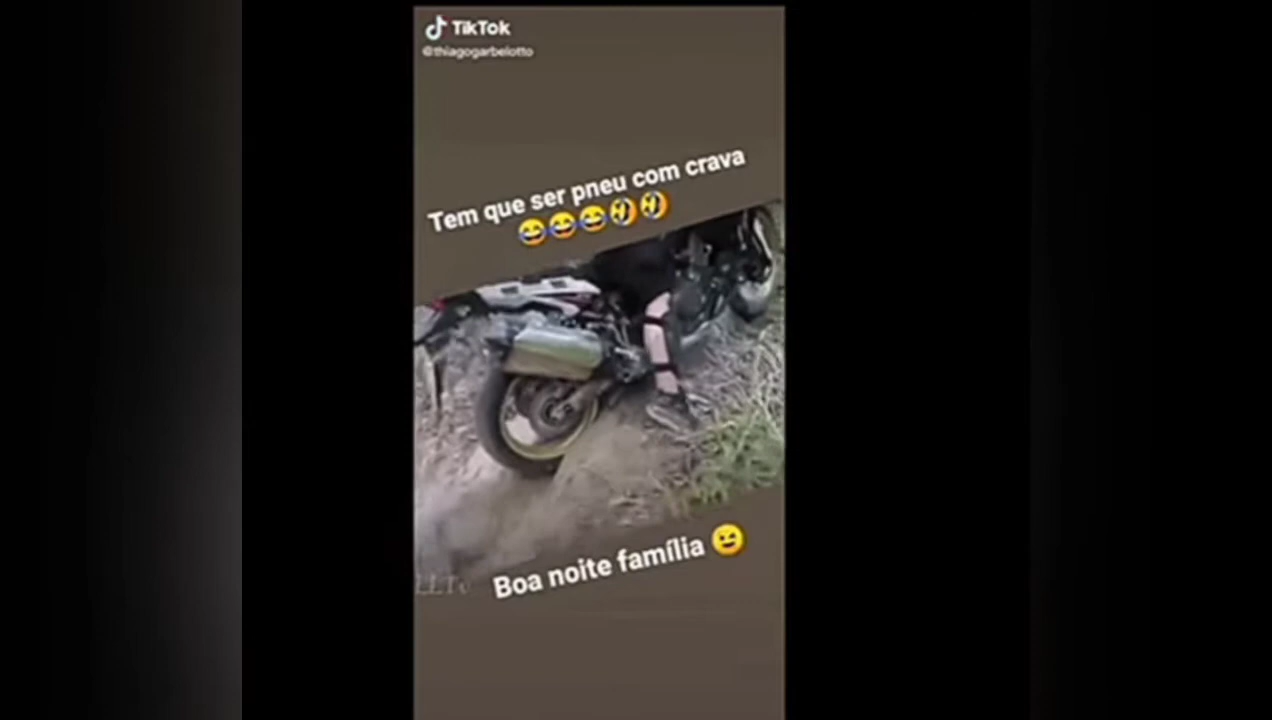 TikTok
@thiagogarbelotto
Tem que ser pneu com crava
😂😂😂🤣🤣
Boa noite família 😉